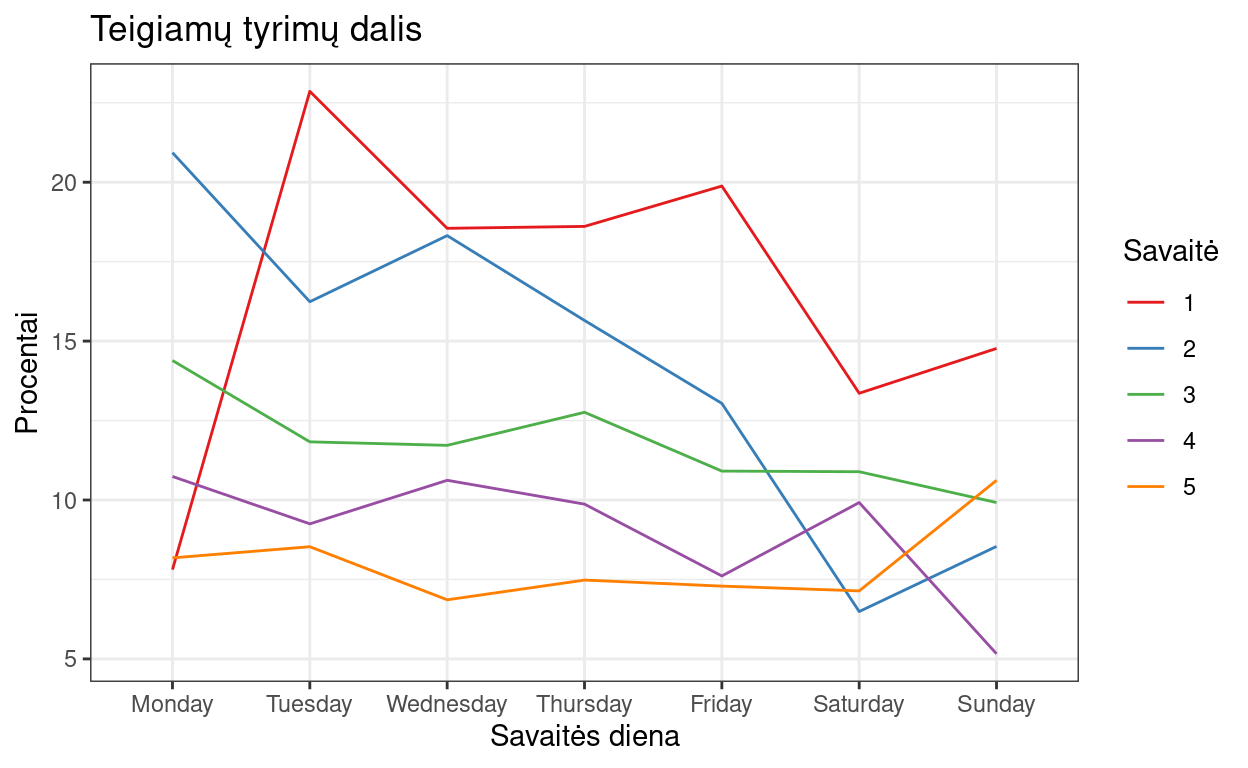 Teigiamų tyrimų dalis
Procentai
20
15
10
5
Monday Tuesday Wednesday Thursday Friday Saturday Sunday
Savaitės diena
Savaitė
1
2
3
4
5